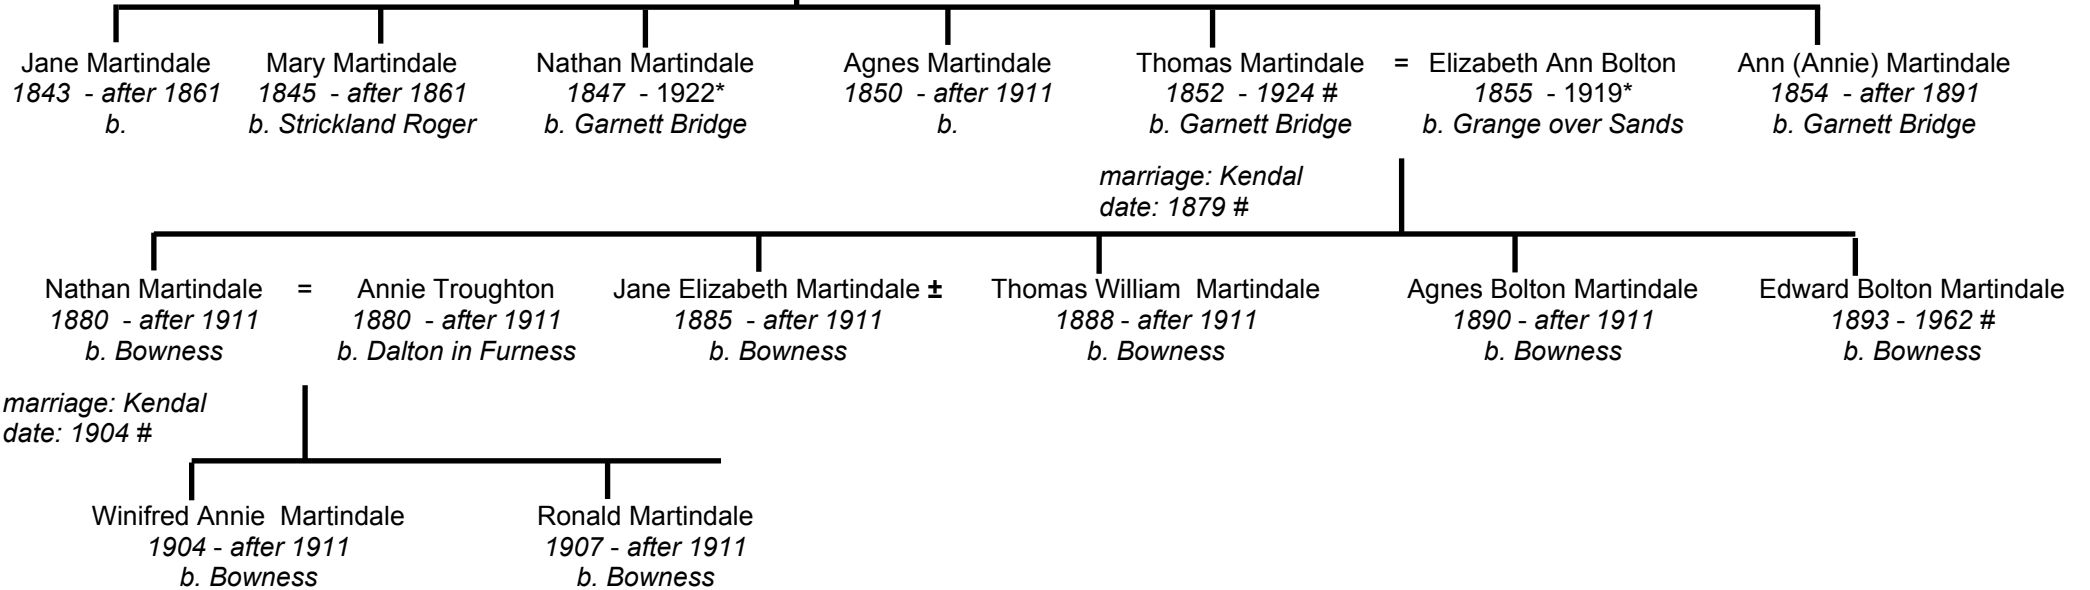 Jane Martindale Mary Martindale Nathan Martindale Agnes Martindale Thomas Martindale = Elizabeth Ann Bolton Ann (Annie) Martindale
1843 - after 1861 1845 - after 1861 1847 - 1922* 1850 - after 1911 1852 - 1924 # 1855 - 1919* 1854 - after 1891
b. b. Strickland Roger b. Garnett Bridge b. b. Garnett Bridge b. Grange over Sands b. Garnett Bridge
marriage: Kendal
date: 1879 #
Nathan Martindale = Annie Troughton Jane Elizabeth Martindale ± Thomas William Martindale Agnes Bolton Martindale Edward Bolton Martindale
1880 - after 1911 1880 - after 1911 1885 - after 1911 1888 - after 1911 1890 - after 1911 1893 - 1962 #
b. Bowness b. Dalton in Furness b. Bowness b. Bowness b. Bowness b. Bowness
marriage: Kendal
date: 1904 #
Winifred Annie Martindale Ronald Martindale
1904 - after 1911 1907 - after 1911
b. Bowness b. Bowness